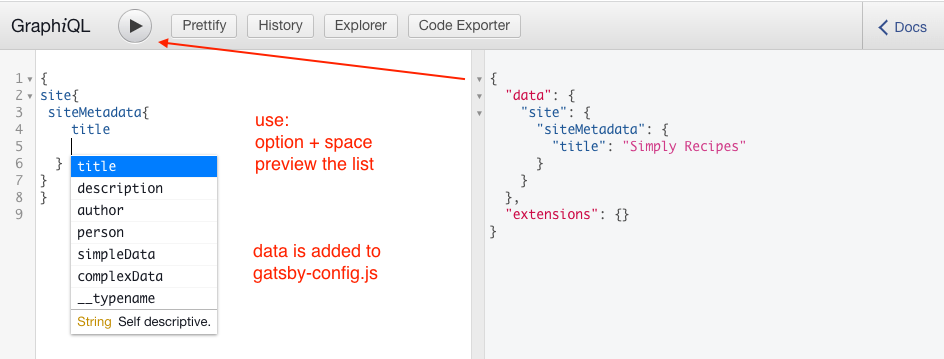 GraphiQL
Prettify
History
Explorer
Code Exporter
Docs
1 {
2 site{
3 siteMetadata{
4 title
5
6 }
7 }
8 }
9
title
description
author
person
simpleData
complexData
__typename
String Self descriptive.
use:
option + space
preview the list
data is added to
gatsby-config.js
{
"data": {
"site": {
"siteMetadata": {
"title": "Simply Recipes"
}
}
},
"extensions": {}
}